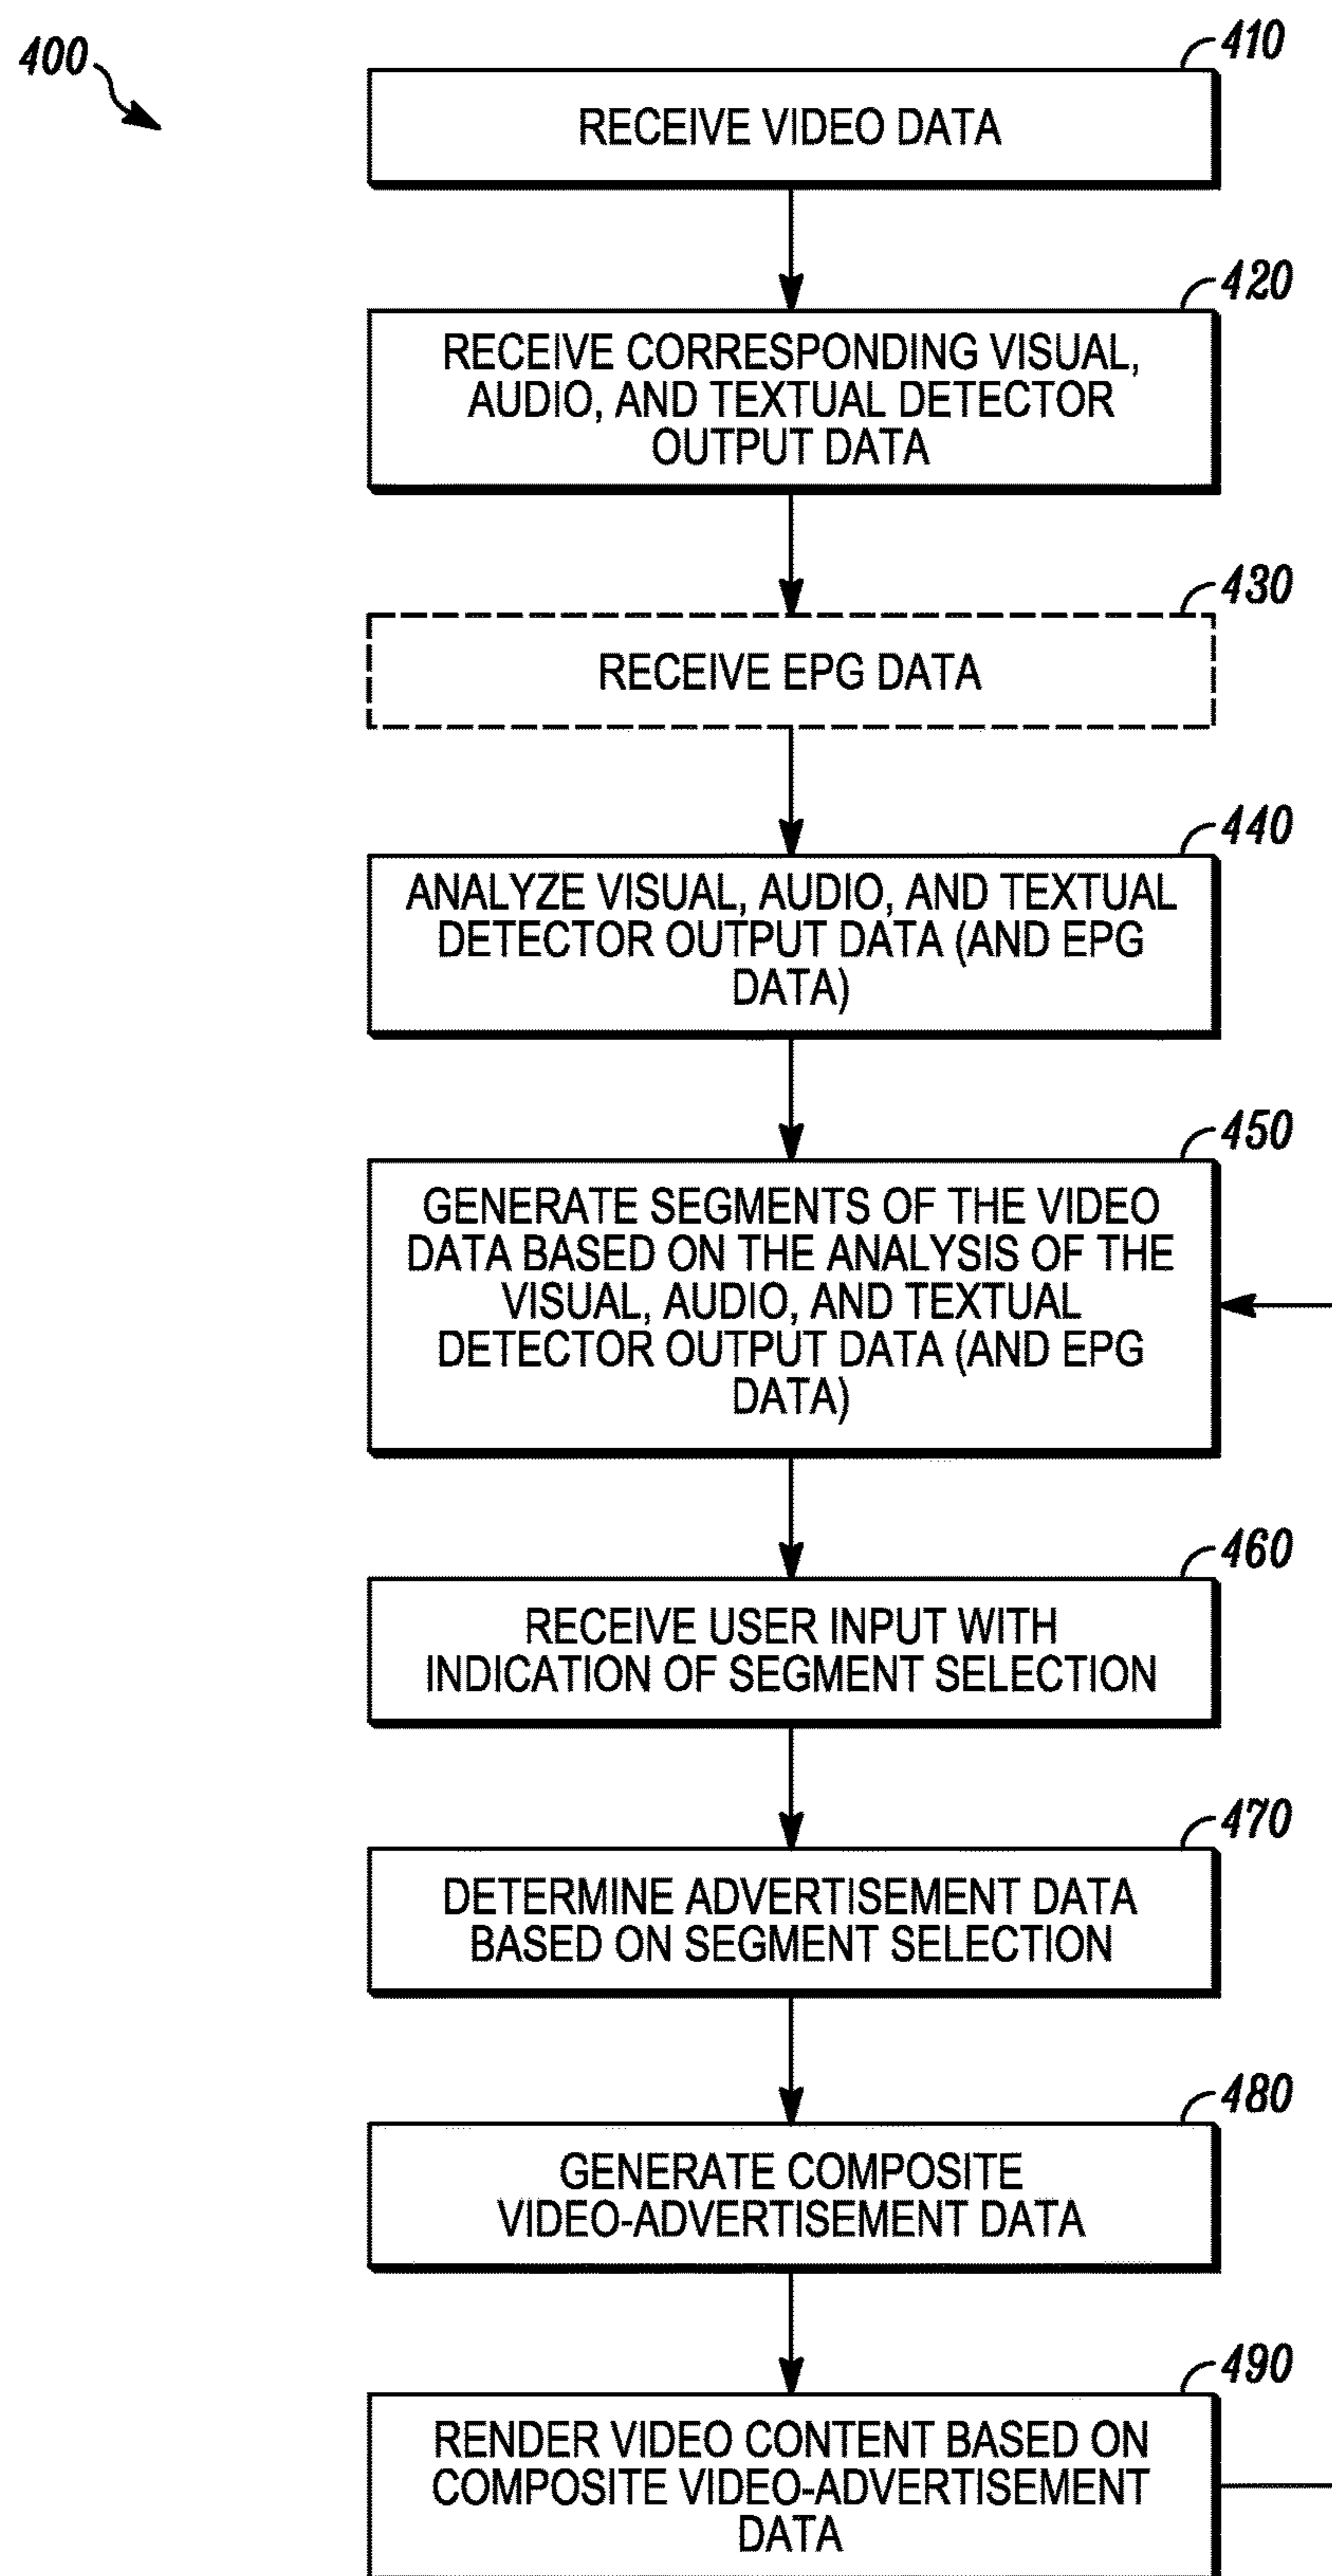 400
410
RECEIVE VIDEO DATA
420
RECEIVE CORRESPONDING VISUAL,
AUDIO, AND TEXTUAL DETECTOR
OUTPUT DATA
430
RECEIVE EPG DATA
440
ANALYZE VISUAL, AUDIO, AND TEXTUAL
DETECTOR OUTPUT DATA (AND EPG
DATA)
450
GENERATE SEGMENTS OF THE VIDEO
DATA BASED ON THE ANALYSIS OF THE
VISUAL, AUDIO, AND TEXTUAL
DETECTOR OUTPUT DATA (AND EPG
DATA)
460
RECEIVE USER INPUT WITH
INDICATION OF SEGMENT SELECTION
470
DETERMINE ADVERTISEMENT DATA
BASED ON SEGMENT SELECTION
480
GENERATE COMPOSITE
VIDEO-ADVERTISEMENT DATA
490
RENDER VIDEO CONTENT BASED ON
COMPOSITE VIDEO-ADVERTISEMENT
DATA